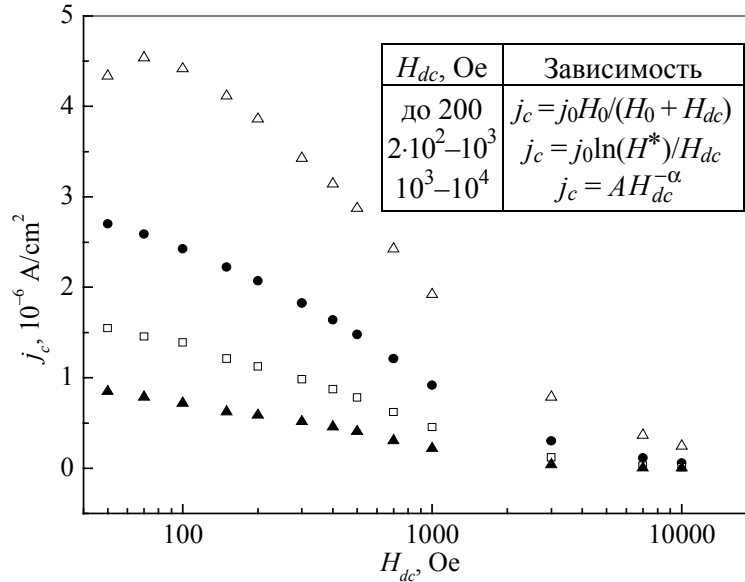 5
4
3
2
1
0
j_c, 10^–6 A/cm^2
100
1000
10000
H_dc, Oe
H_dc, Oe Зависимость
до 200 j_c = j_0H_0/(H_0 + H_dc)
2·10^2–10^3 j_c = j_0ln(H*)/H_dc
10^3–10^4 j_c = AH_dc^–α